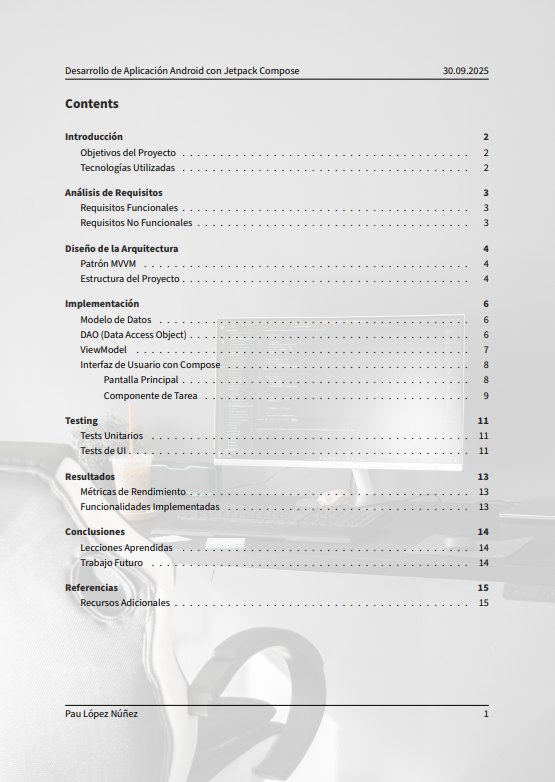 Desarrollo de Aplicación Android con Jetpack Compose 30.09.2025
Contents
Introducción 2
Objetivos del Proyecto . . . . . . . . . . . . . . . . . . . . . . . . . . . . . . 2
Tecnologías Utilizadas . . . . . . . . . . . . . . . . . . . . . . . . . . . . . . 2
Análisis de Requisitos 3
Requisitos Funcionales . . . . . . . . . . . . . . . . . . . . . . . . . . . . . . 3
Requisitos No Funcionales . . . . . . . . . . . . . . . . . . . . . . . . . . . . 3
Diseño de la Arquitectura 4
Patrón MVVM . . . . . . . . . . . . . . . . . . . . . . . . . . . . . . . . . . 4
Estructura del Proyecto . . . . . . . . . . . . . . . . . . . . . . . . . . . . . 4
Implementación 6
Modelo de Datos . . . . . . . . . . . . . . . . . . . . . . . . . . . . . . . . . 6
DAO (Data Access Object) . . . . . . . . . . . . . . . . . . . . . . . . . . . . 6
ViewModel . . . . . . . . . . . . . . . . . . . . . . . . . . . . . . . . . . . . 7
Interfaz de Usuario con Compose . . . . . . . . . . . . . . . . . . . . . . . . 8
Pantalla Principal . . . . . . . . . . . . . . . . . . . . . . . . . . . . . . 8
Componente de Tarea . . . . . . . . . . . . . . . . . . . . . . . . . . . . 9
Testing 11
Tests Unitarios . . . . . . . . . . . . . . . . . . . . . . . . . . . . . . . . . . 11
Tests de UI . . . . . . . . . . . . . . . . . . . . . . . . . . . . . . . . . . . . 11
Resultados 13
Métricas de Rendimiento . . . . . . . . . . . . . . . . . . . . . . . . . . . . . 13
Funcionalidades Implementadas . . . . . . . . . . . . . . . . . . . . . . . . . 13
Conclusiones 14
Lecciones Aprendidas . . . . . . . . . . . . . . . . . . . . . . . . . . . . . . 14
Trabajo Futuro . . . . . . . . . . . . . . . . . . . . . . . . . . . . . . . . . . 14
Referencias 15
Recursos Adicionales . . . . . . . . . . . . . . . . . . . . . . . . . . . . . . . 15
Pau López Núñez 1